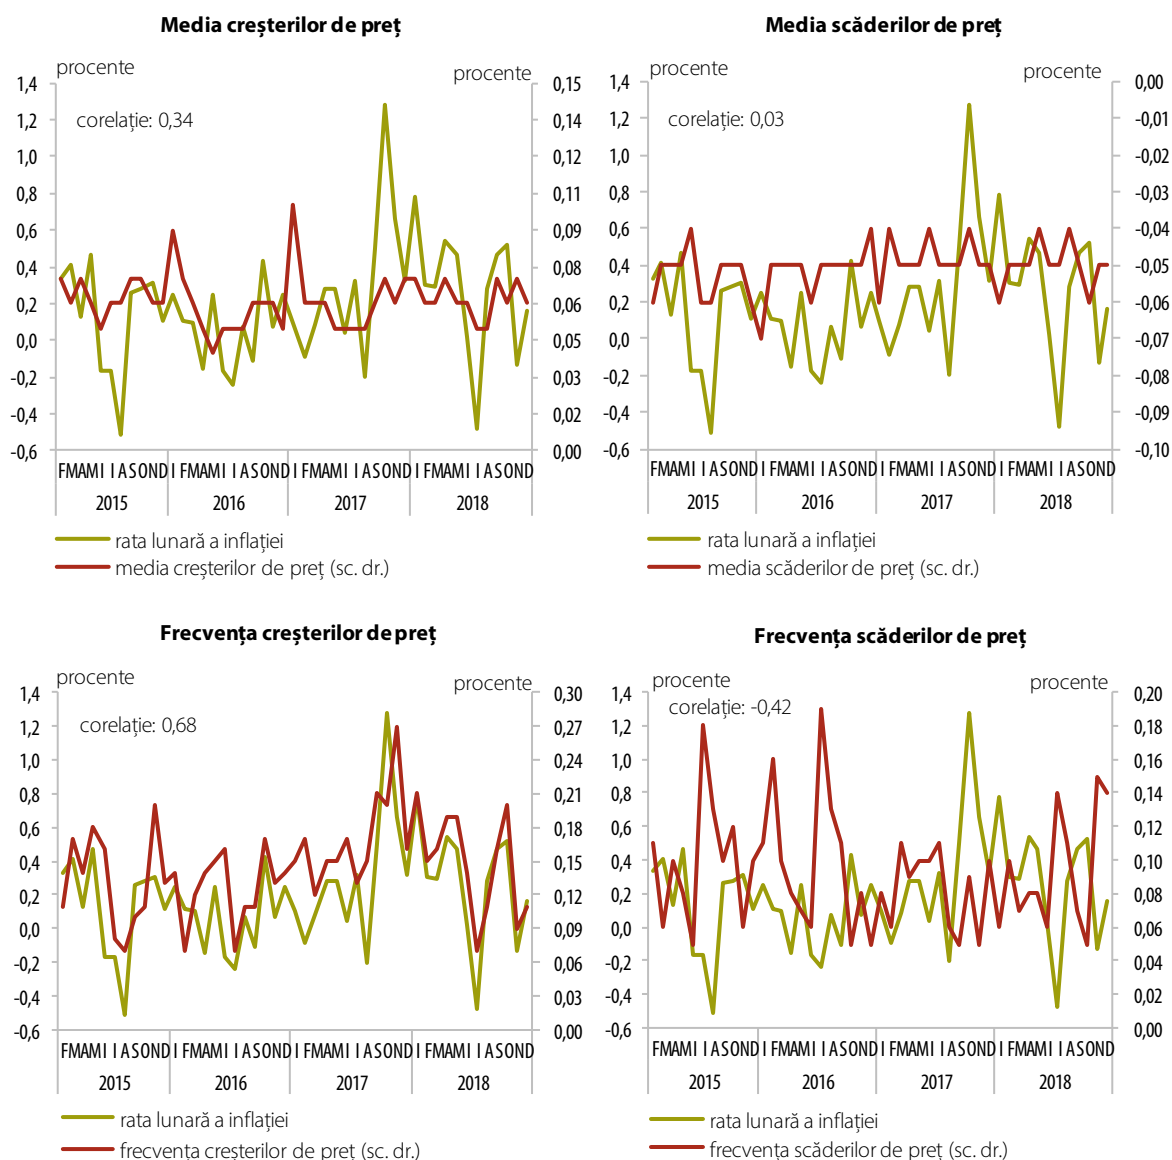 Media creșterilor de preț
procente
procente
corelație: 0,34
1,4
1,2
1,0
0,8
0,6
0,4
0,2
0,0
-0,2
-0,4
-0,6
0,15
0,14
0,12
0,11
0,09
0,08
0,06
0,05
0,03
0,02
0,00
FMAMI I ASOND I FMAMI I ASOND I FMAMI I ASOND I FMAMI I ASOND
2015 2016 2017 2018
rata lunară a inflației
media creșterilor de preț (sc. dr.)
Media scăderilor de preț
procente
procente
corelație: 0,03
1,4
1,2
1,0
0,8
0,6
0,4
0,2
0,0
-0,2
-0,4
-0,6
0,00
-0,01
-0,02
-0,03
-0,04
-0,05
-0,06
-0,07
-0,08
-0,09
-0,10
FMAMI I ASOND I FMAMI I ASOND I FMAMI I ASOND I FMAMI I ASOND
2015 2016 2017 2018
rata lunară a inflației
media scăderilor de preț (sc. dr.)
Frecvența creșterilor de preț
procente
procente
corelație: 0,68
1,4
1,2
1,0
0,8
0,6
0,4
0,2
0,0
-0,2
-0,4
-0,6
0,30
0,27
0,24
0,21
0,18
0,15
0,12
0,09
0,06
0,03
0,00
FMAMI I ASOND I FMAMI I ASOND I FMAMI I ASOND I FMAMI I ASOND
2015 2016 2017 2018
rata lunară a inflației
frecvența creșterilor de preț (sc. dr.)
Frecvența scăderilor de preț
procente
procente
corelație: -0,42
1,4
1,2
1,0
0,8
0,6
0,4
0,2
0,0
-0,2
-0,4
-0,6
0,20
0,18
0,16
0,14
0,12
0,10
0,08
0,06
0,04
0,02
0,00
FMAMI I ASOND I FMAMI I ASOND I FMAMI I ASOND I FMAMI I ASOND
2015 2016 2017 2018
rata lunară a inflației
frecvența scăderilor de preț (sc. dr.)